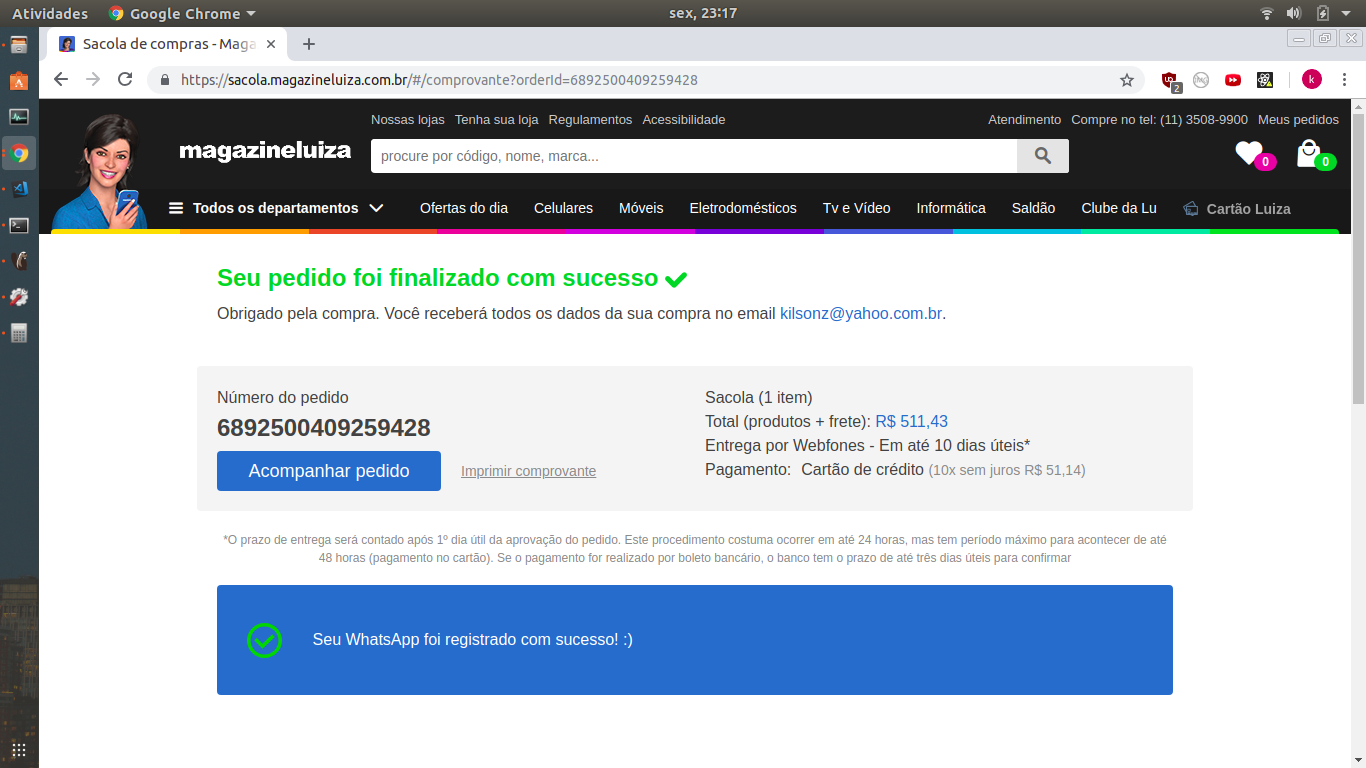 Atividades Google Chrome sex, 23:17
Sacola de compras - Maga
https://sacola.magazineluiza.com.br/#/comprovante?orderId=6892500409259428 2 k
Nossas lojas Tenha sua loja Regulamentos Acessibilidade Atendimento Compre no tel: (11) 3508-9900 Meus pedidos
magazineluiza procure por código, nome, marca... 0 0
Todos os departamentos Ofertas do dia Celulares Móveis Eletrodomésticos Tv e Vídeo Informática Saldão Clube da Lu Cartão Luiza
Seu pedido foi finalizado com sucesso
Obrigado pela compra. Você receberá todos os dados da sua compra no email kilsonz@yahoo.com.br.
Número do pedido
6892500409259428
Acompanhar pedido Imprimir comprovante
Sacola (1 item)
Total (produtos + frete): R$ 511,43
Entrega por Webfones - Em até 10 dias úteis*
Pagamento: Cartão de crédito (10x sem juros R$ 51,14)
*O prazo de entrega será contado após 1º dia útil da aprovação do pedido. Este procedimento costuma ocorrer em até 24 horas, mas tem período máximo para acontecer de até
48 horas (pagamento no cartão). Se o pagamento for realizado por boleto bancário, o banco tem o prazo de até três dias úteis para confirmar
Seu WhatsApp foi registrado com sucesso! :)